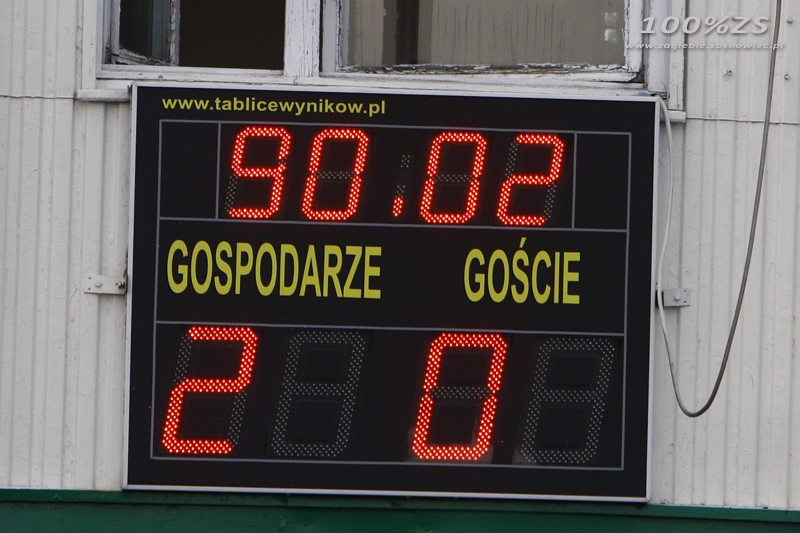 100%ZS
www.zaglebie.sosnowiec.pl
www.tablicewynikow.pl
90.02
GOSPODARZE GOŚCIE
2 0